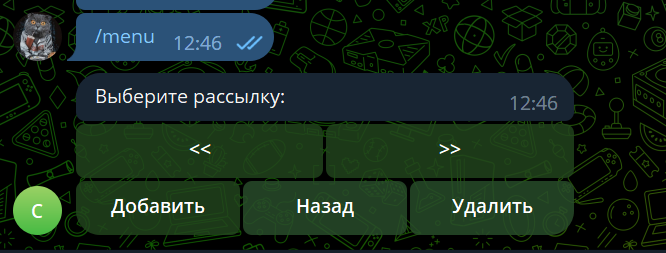 /menu 12:46
Выберите рассылку:
12:46
<< >>
С Добавить Назад Удалить